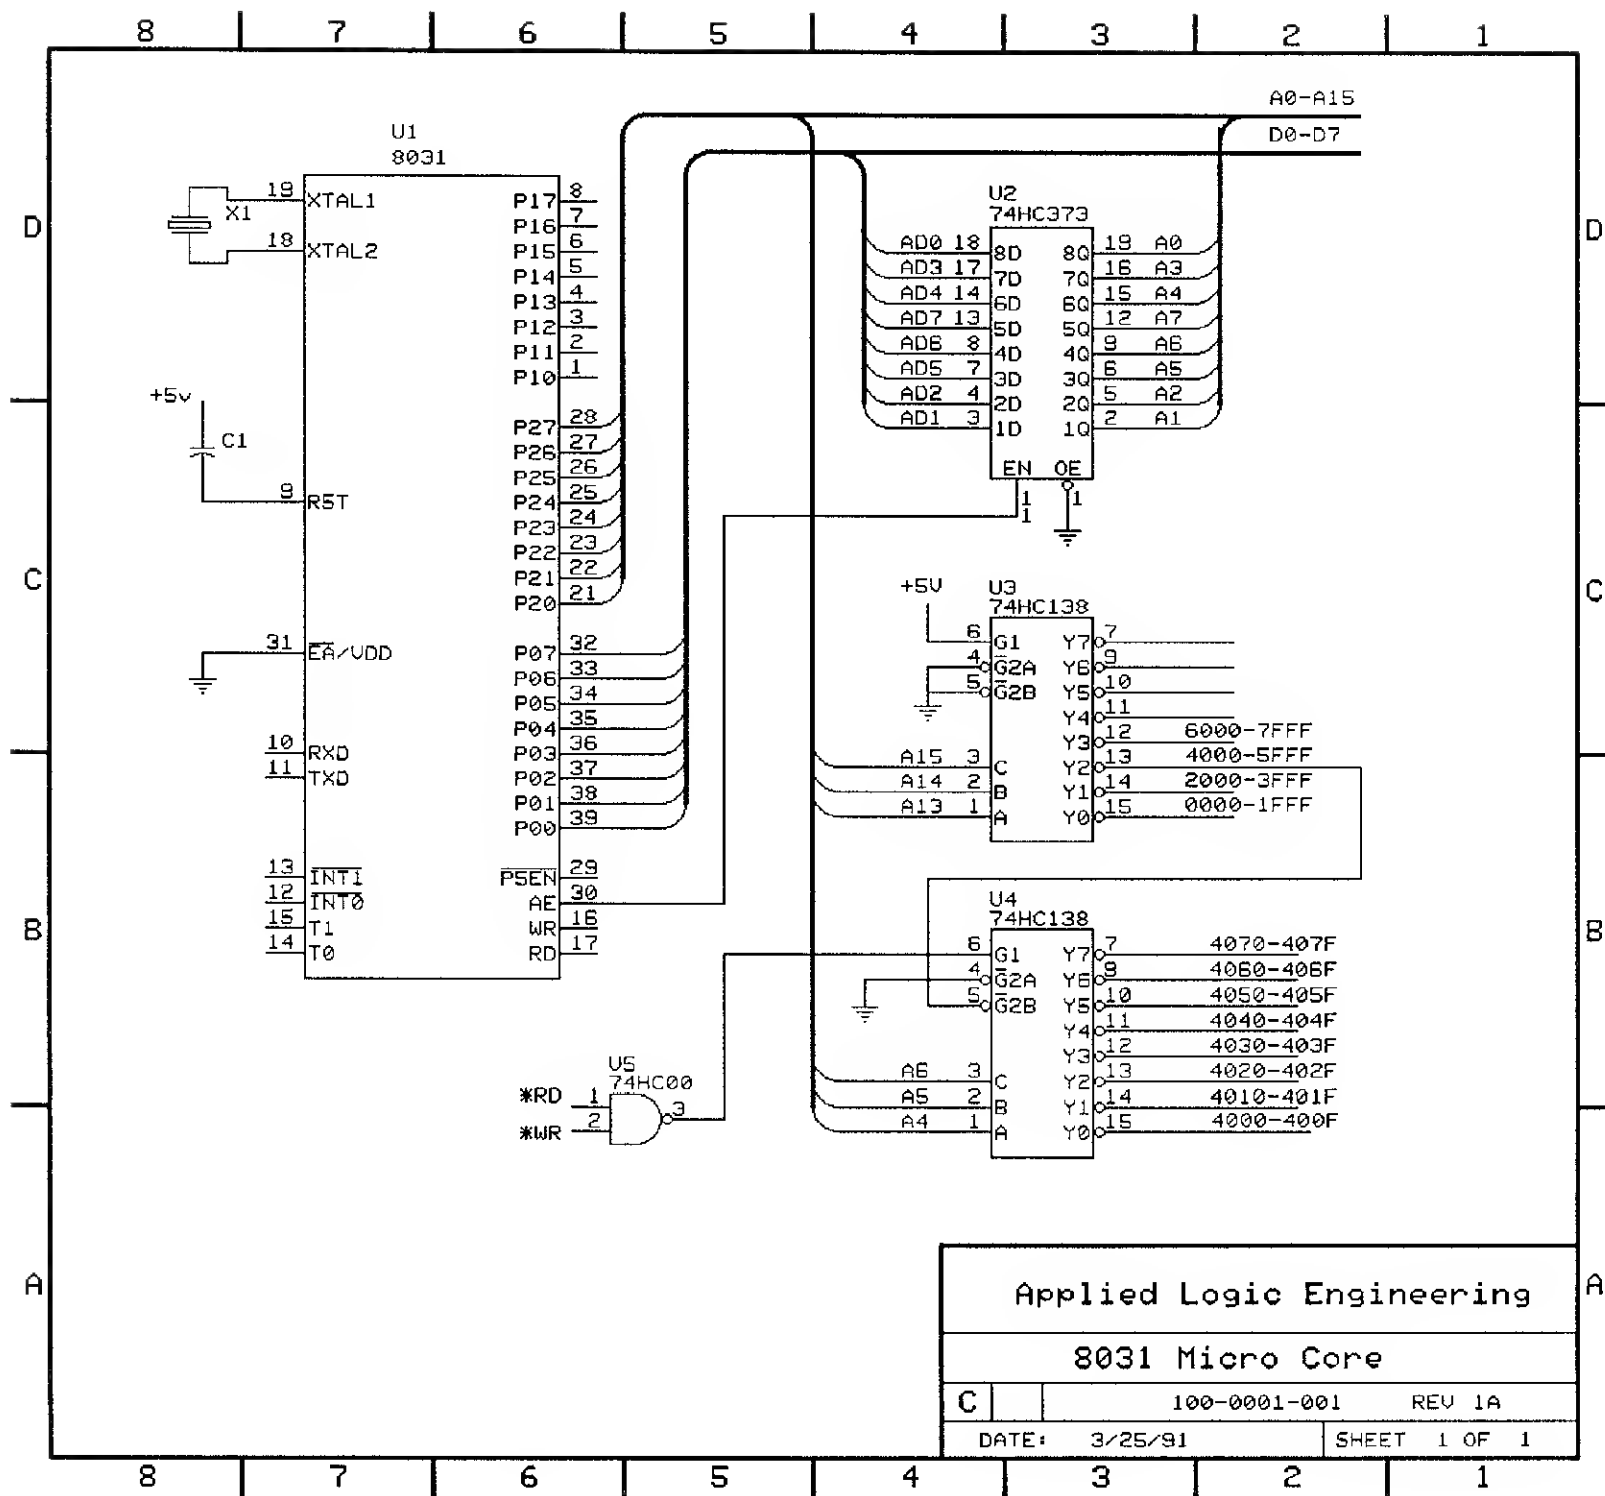 8 7 6 5 4 3 2 1
A0-A15
D0-D7
U1
8031
19 XTAL1
X1
18 XTAL2
+5v
C1
9 RST
31 EA/VDD
10 RXD
11 TXD
13 INT1
12 INT0
15 T1
14 T0
P17 8
P16 7
P15 6
P14 5
P13 4
P12 3
P11 2
P10 1
P27 28
P26 27
P25 26
P24 25
P23 24
P22 23
P21 22
P20 21
P07 32
P06 33
P05 34
P04 35
P03 36
P02 37
P01 38
P00 39
PSEN 29
AE 30
WR 16
RD 17
U2
74HC373
AD0 18 8D 8Q 19 A0
AD3 17 7D 7Q 16 A3
AD4 14 6D 6Q 15 A4
AD7 13 5D 5Q 12 A7
AD6 8 4D 4Q 9 A6
AD5 7 3D 3Q 6 A5
AD2 4 2D 2Q 5 A2
AD1 3 1D 1Q 2 A1
EN OE
1 1
1
+5V
U3
74HC138
6 G1 Y7 7
4 G2A Y6 9
5 G2B Y5 10
Y4 11
Y3 12 6000-7FFF
A15 3 C Y2 13 4000-5FFF
A14 2 B Y1 14 2000-3FFF
A13 1 A Y0 15 0000-1FFF
U4
74HC138
6 G1 Y7 7 4070-407F
4 G2A Y6 9 4060-406F
5 G2B Y5 10 4050-405F
Y4 11 4040-404F
Y3 12 4030-403F
A6 3 C Y2 13 4020-402F
A5 2 B Y1 14 4010-401F
A4 1 A Y0 15 4000-400F
U5
74HC00
*RD 1 3
*WR 2
D D
C C
B B
A A
Applied Logic Engineering
8031 Micro Core
C 100-0001-001 REV 1A
DATE: 3/25/91 SHEET 1 OF 1
8 7 6 5 4 3 2 1